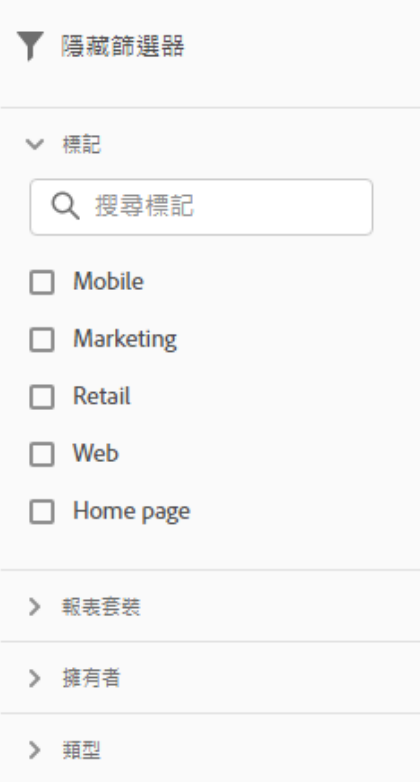 隱藏篩選器
標記
搜尋標記
Mobile
Marketing
Retail
Web
Home page
報表套裝
擁有者
類型